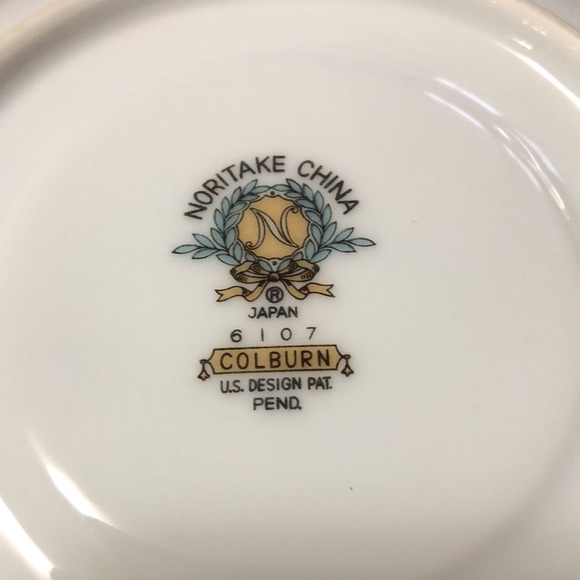 NORITAKE CHINA
N
®
JAPAN
6107
COLBURN
U.S. DESIGN PAT.
PEND.